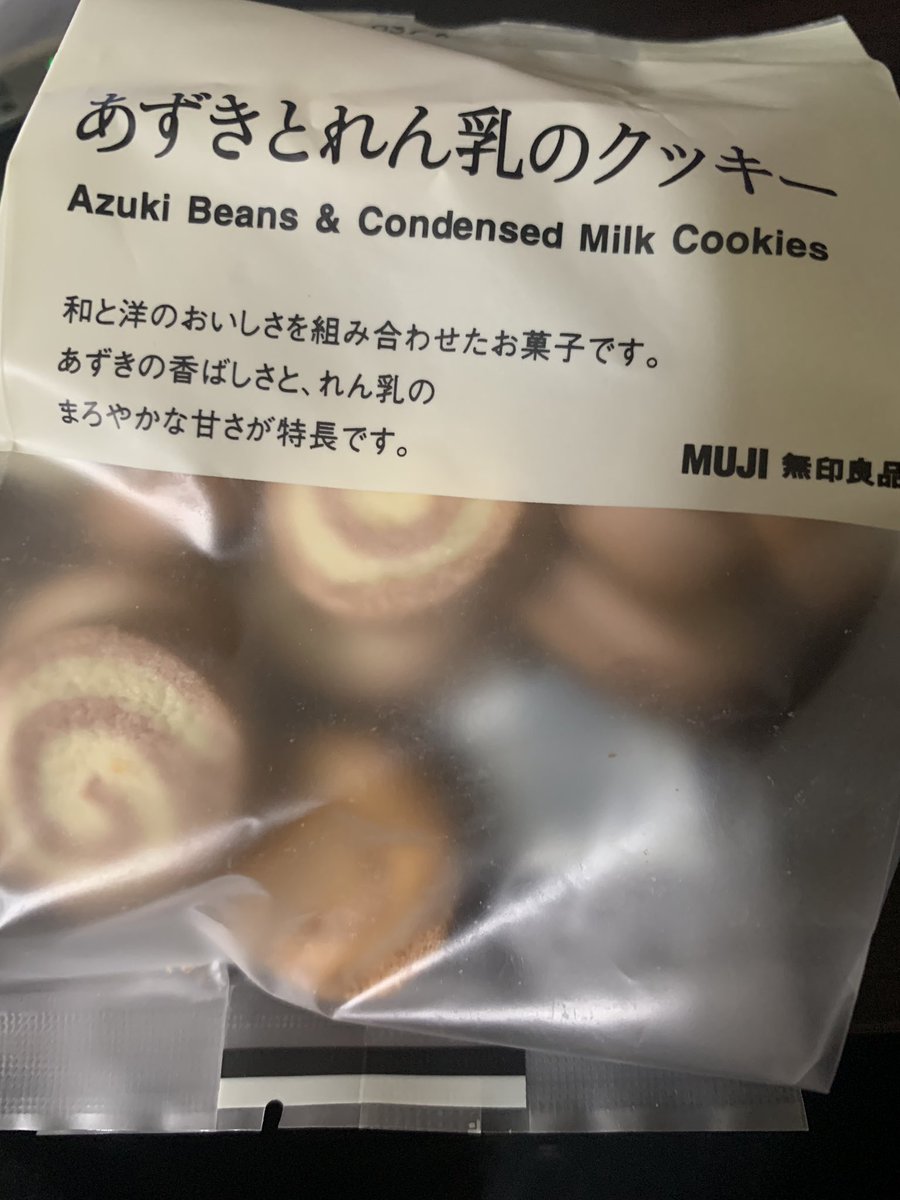 あずきとれん乳のクッキー
Azuki Beans & Condensed Milk Cookies
和と洋のおいしさを組み合わせたお菓子です。
あずきの香ばしさと、れん乳の
まろやかな甘さが特長です。
MUJI 無印良品